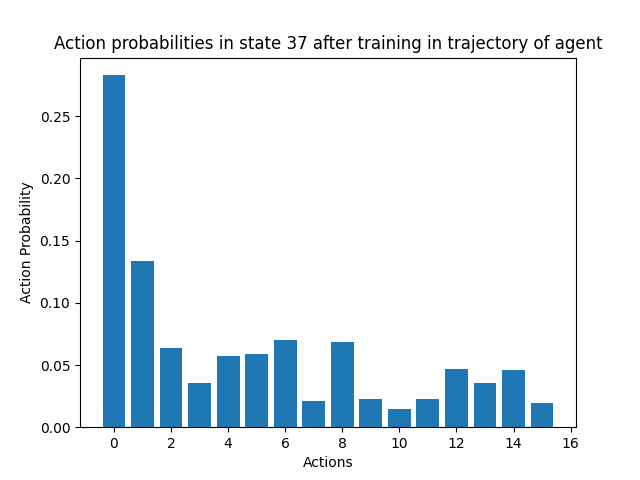 Action probabilities in state 37 after training in trajectory of agent
Action Probability
0.25
0.20
0.15
0.10
0.05
0.00
0 2 4 6 8 10 12 14 16
Actions